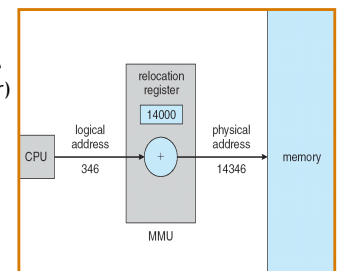 r)
relocation
register
14000
logical
address
physical
address
CPU
+
memory
346
14346
MMU